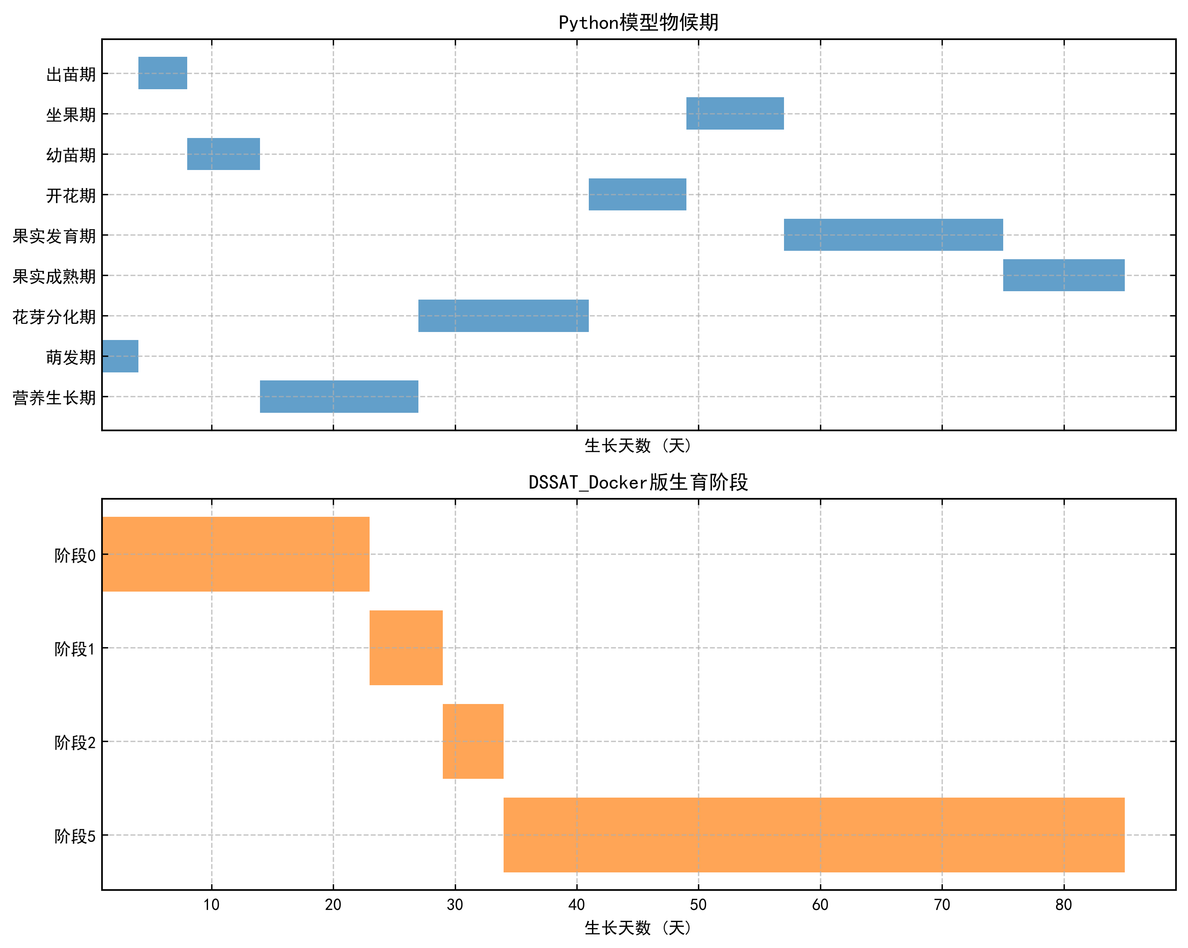 Python模型物候期
出苗期
坐果期
幼苗期
开花期
果实发育期
果实成熟期
花芽分化期
萌发期
营养生长期
生长天数 (天)
DSSAT_Docker版生育阶段
阶段0
阶段1
阶段2
阶段5
10 20 30 40 50 60 70 80
生长天数 (天)